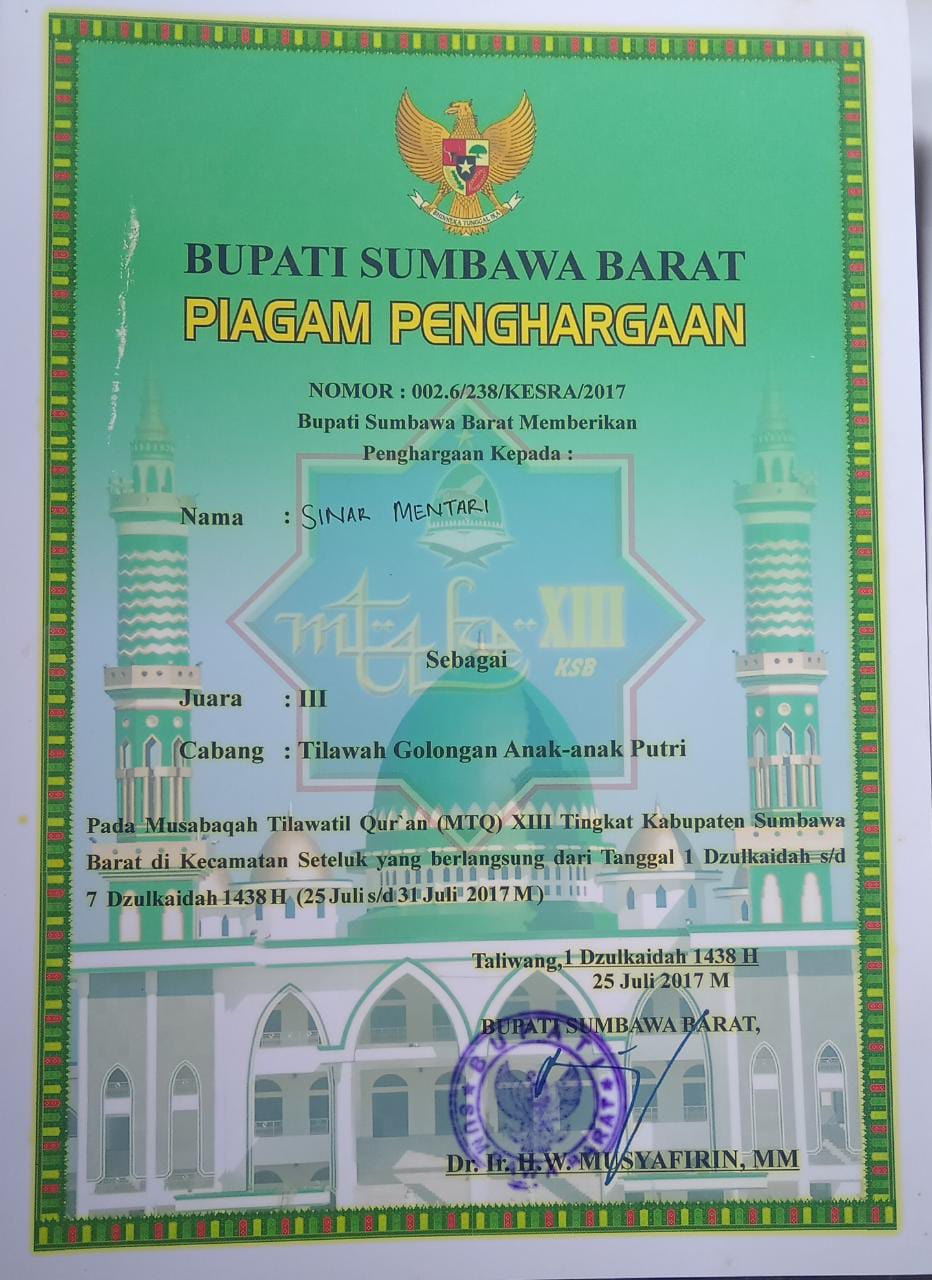 BHINNEKA TUNGGAL IKA
BUPATI SUMBAWA BARAT
PIAGAM PENGHARGAAN
NOMOR : 002.6/238/KESRA/2017
Bupati Sumbawa Barat Memberikan
Penghargaan Kepada :
Nama : SINAR MENTARI
mtq ke XIII
KSB
Sebagai
Juara : III
Cabang : Tilawah Golongan Anak-anak Putri
Pada Musabaqah Tilawatil Qur`an (MTQ) XIII Tingkat Kabupaten Sumbawa
Barat di Kecamatan Seteluk yang berlangsung dari Tanggal 1 Dzulkaidah s/d
7 Dzulkaidah 1438 H (25 Juli s/d 31 Juli 2017 M)
Taliwang, 1 Dzulkaidah 1438 H
25 Juli 2017 M
BUPATI SUMBAWA BARAT,
BUPATI
BARAT
Dr. Ir. H.W. MUSYAFIRIN, MM